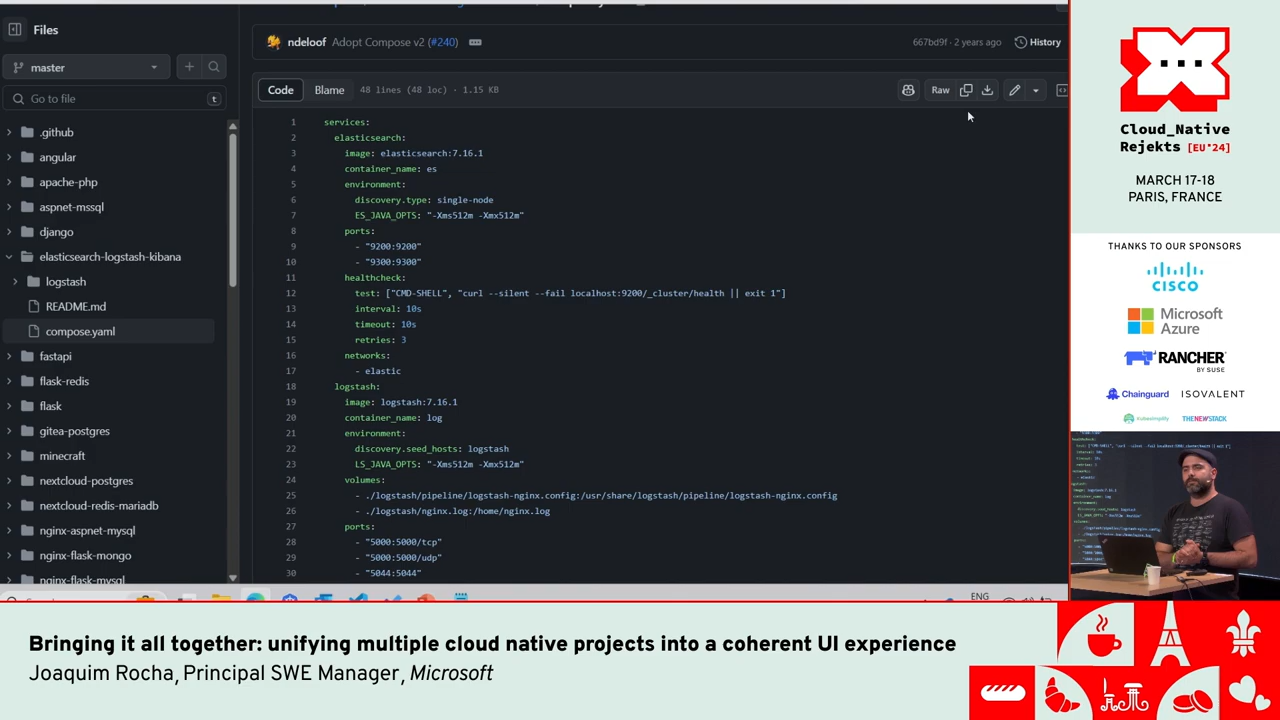 Files
ndeloof Adopt Compose v2 (#240)
667bd9f · 2 years ago
History
master
Go to file
t
Code
Blame
48 lines (48 loc) · 1.15 KB
Raw
.github
angular
apache-php
aspnet-mssql
django
elasticsearch-logstash-kibana
logstash
README.md
compose.yaml
fastapi
flask-redis
flask
gitea-postgres
minecraft
nextcloud-postgres
nextcloud-redis-mariadb
nginx-aspnet-mysql
nginx-flask-mongo
nginx-flask-mysql
1 services:
2 elasticsearch:
3 image: elasticsearch:7.16.1
4 container_name: es
5 environment:
6 discovery.type: single-node
7 ES_JAVA_OPTS: "-Xms512m -Xmx512m"
8 ports:
9 - "9200:9200"
10 - "9300:9300"
11 healthcheck:
12 test: ["CMD-SHELL", "curl --silent --fail localhost:9200/_cluster/health || exit 1"]
13 interval: 10s
14 timeout: 10s
15 retries: 3
16 networks:
17 - elastic
18 logstash:
19 image: logstash:7.16.1
20 container_name: log
21 environment:
22 discovery.seed_hosts: logstash
23 LS_JAVA_OPTS: "-Xms512m -Xmx512m"
24 volumes:
25 - ./logstash/pipeline/logstash-nginx.config:/usr/share/logstash/pipeline/logstash-nginx.config
26 - ./logstash/nginx.log:/home/nginx.log
27 ports:
28 - "5000:5000/tcp"
29 - "5000:5000/udp"
30 - "5044:5044"
ENG
Cloud_Native
Rejekts [EU'24]
MARCH 17-18
PARIS, FRANCE
THANKS TO OUR SPONSORS
CISCO
Microsoft
Azure
RANCHER
BY SUSE
Chainguard
ISOVALENT
kubesimplify
THENEWSTACK
Bringing it all together: unifying multiple cloud native projects into a coherent UI experience
Joaquim Rocha, Principal SWE Manager, Microsoft